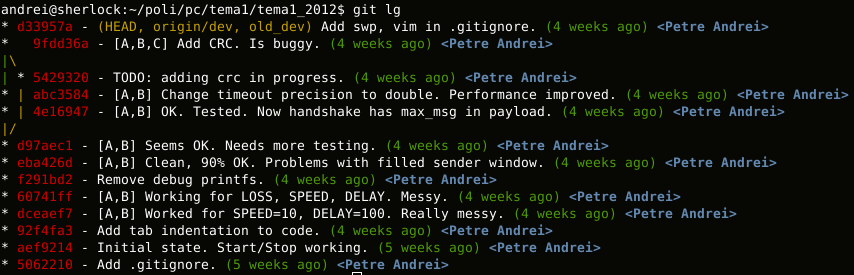 andrei@sherlock:~/poli/pc/tema1/tema1_2012$ git lg
* d33957a - (HEAD, origin/dev, old_dev) Add swp, vim in .gitignore. (4 weeks ago) <Petre Andrei>
*   9fdd36a - [A,B,C] Add CRC. Is buggy. (4 weeks ago) <Petre Andrei>
|\
| * 5429320 - TODO: adding crc in progress. (4 weeks ago) <Petre Andrei>
* | abc3584 - [A,B] Change timeout precision to double. Performance improved. (4 weeks ago) <Petre Andrei>
* | 4e16947 - [A,B] OK. Tested. Now handshake has max_msg in payload. (4 weeks ago) <Petre Andrei>
|/
* d97aec1 - [A,B] Seems OK. Needs more testing. (4 weeks ago) <Petre Andrei>
* eba426d - [A,B] Clean, 90% OK. Problems with filled sender window. (4 weeks ago) <Petre Andrei>
* f291bd2 - Remove debug printfs. (4 weeks ago) <Petre Andrei>
* 60741ff - [A,B] Working for LOSS, SPEED, DELAY. Messy. (4 weeks ago) <Petre Andrei>
* dceaef7 - [A,B] Worked for SPEED=10, DELAY=100. Really messy. (4 weeks ago) <Petre Andrei>
* 92f4fa3 - Add tab indentation to code. (4 weeks ago) <Petre Andrei>
* aef9214 - Initial state. Start/Stop working. (5 weeks ago) <Petre Andrei>
* 5062210 - Add .gitignore. (5 weeks ago) <Petre Andrei>